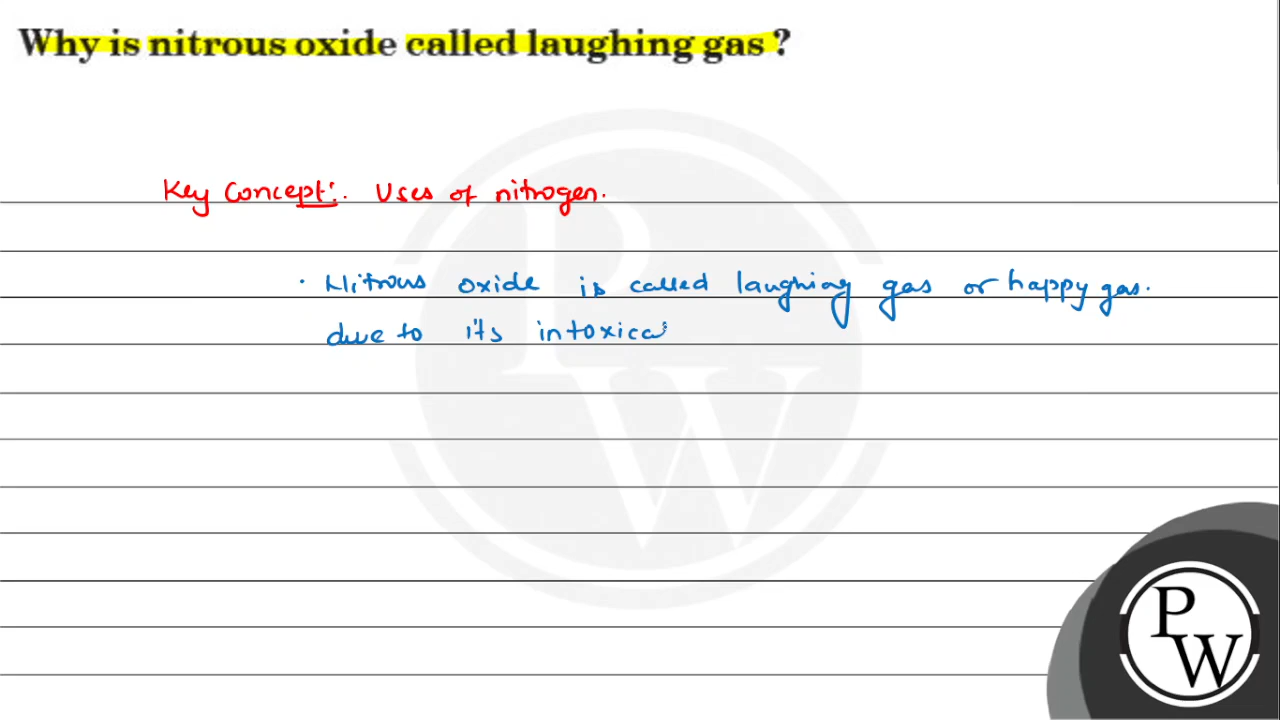 Why is nitrous oxide called laughing gas ?
Key Concept :. Uses of nitrogen.
· Nitrous oxide is called laughing gas or happy gas.
due to it's intoxica
P
W
P
W